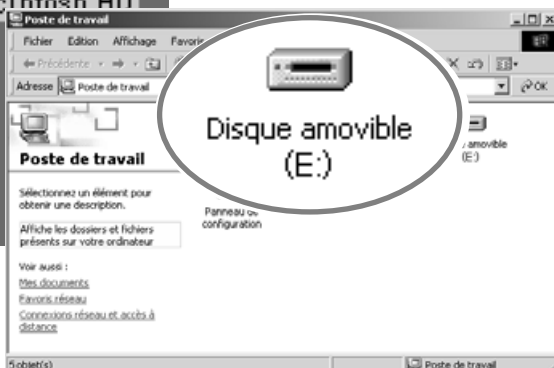 Poste de travail
Fichier Edition Affichage
Précédente
Adresse Poste de travail OK
Disque amovible
(E:)
amovible
(E:)
Poste de travail
Sélectionnez un élément pour
obtenir une description.
Panneau de
configuration
Affiche les dossiers et fichiers
présents sur votre ordinateur
Voir aussi :
Mes documents
Favoris réseau
Connexions réseau et accès à
distance
5 objet(s) Poste de travail